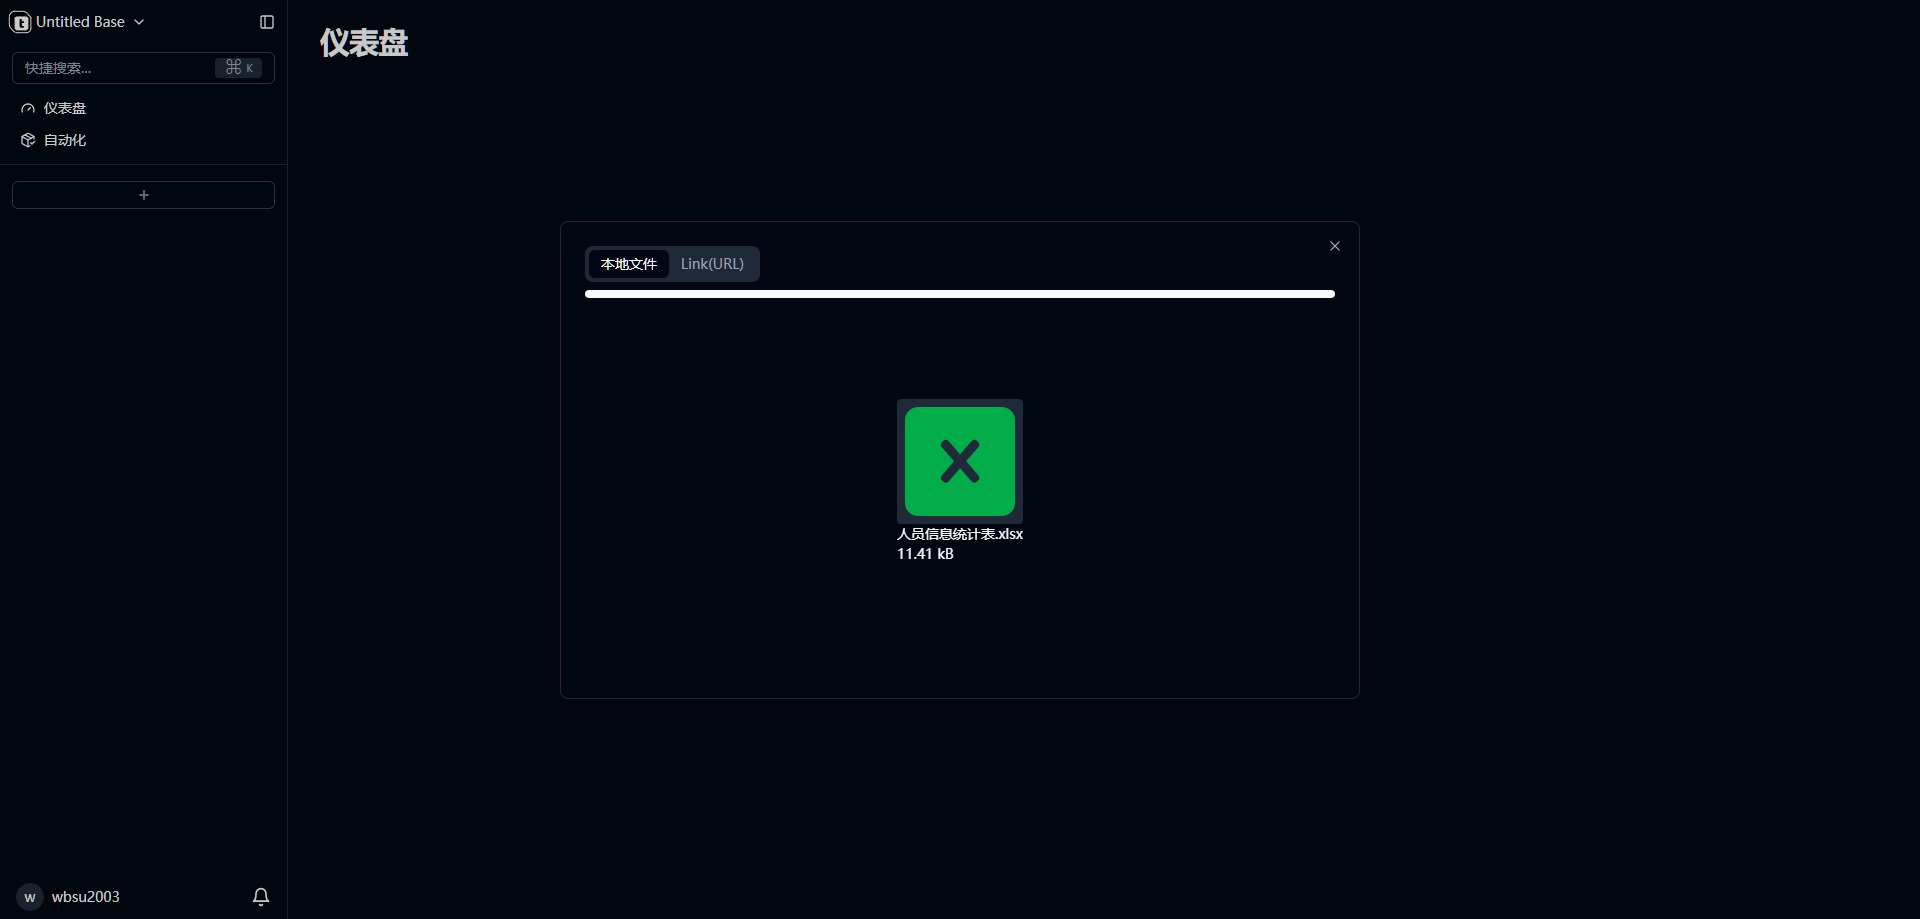 Untitled Base
快捷搜索...
⌘ K
仪表盘
自动化
+
W wbsu2003
仪表盘
本地文件 Link(URL)
人员信息统计表.xlsx
11.41 kB